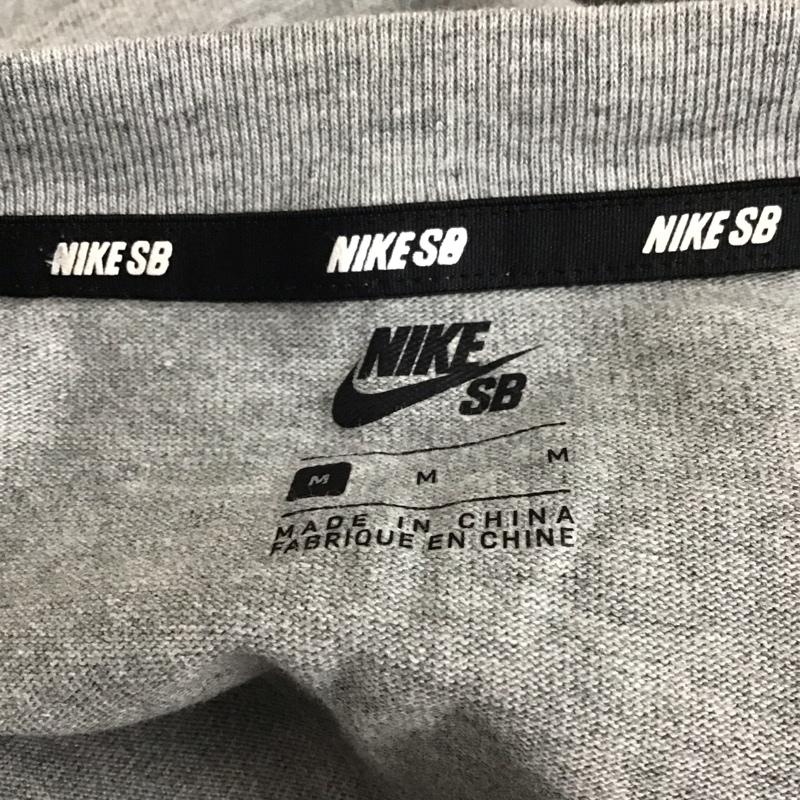 NIKE SB NIKE SB NIKE SB
NIKE
SB
M M M
MADE IN CHINA
FABRIQUE EN CHINE